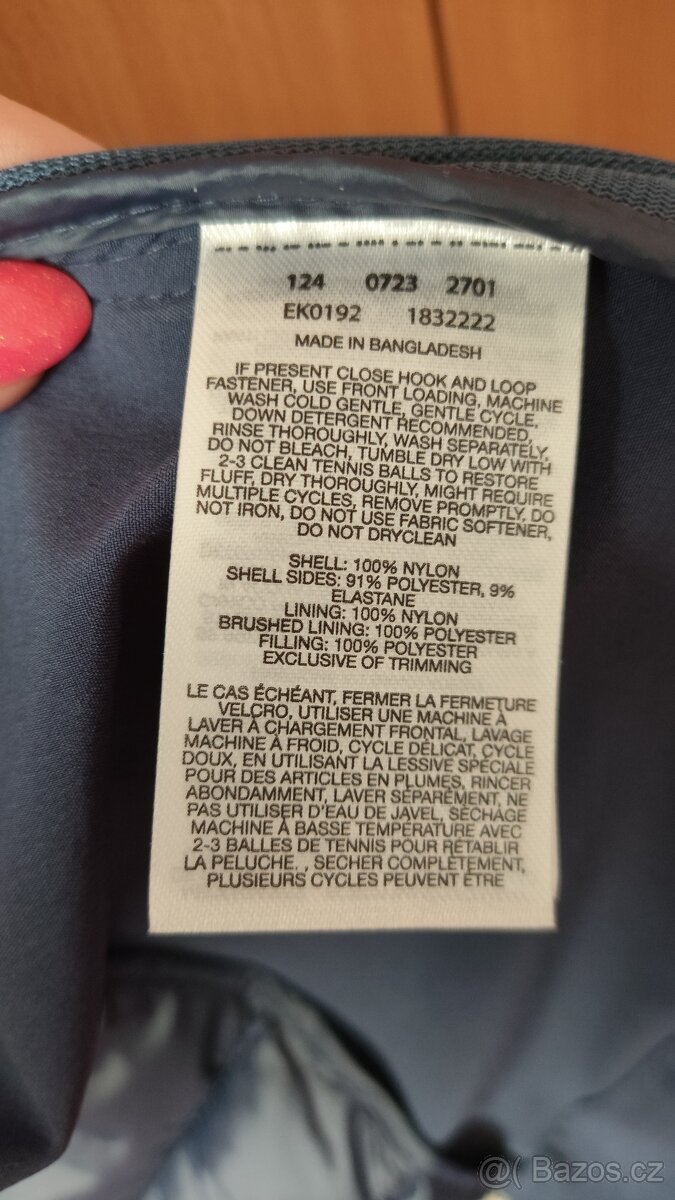 124 0723 2701
EK0192 1832222
MADE IN BANGLADESH
IF PRESENT CLOSE HOOK AND LOOP
FASTENER, USE FRONT LOADING, MACHINE
WASH COLD GENTLE, GENTLE CYCLE,
DOWN DETERGENT RECOMMENDED,
RINSE THOROUGHLY, WASH SEPARATELY,
DO NOT BLEACH, TUMBLE DRY LOW WITH
2-3 CLEAN TENNIS BALLS TO RESTORE
FLUFF, DRY THOROUGHLY, MIGHT REQUIRE
MULTIPLE CYCLES, REMOVE PROMPTLY, DO
NOT IRON, DO NOT USE FABRIC SOFTENER,
DO NOT DRYCLEAN
SHELL: 100% NYLON
SHELL SIDES: 91% POLYESTER, 9%
ELASTANE
LINING: 100% NYLON
BRUSHED LINING: 100% POLYESTER
FILLING: 100% POLYESTER
EXCLUSIVE OF TRIMMING
LE CAS ÉCHÉANT, FERMER LA FERMETURE
VELCRO, UTILISER UNE MACHINE À
LAVER À CHARGEMENT FRONTAL, LAVAGE
MACHINE À FROID, CYCLE DÉLICAT, CYCLE
DOUX, EN UTILISANT LA LESSIVE SPÉCIALE
POUR DES ARTICLES EN PLUMES, RINCER
ABONDAMMENT, LAVER SÉPARÉMENT, NE
PAS UTILISER D'EAU DE JAVEL, SÉCHAGE
MACHINE À BASSE TEMPÉRATURE AVEC
2-3 BALLES DE TENNIS POUR RÉTABLIR
LA PELUCHE. , SÉCHER COMPLÈTEMENT,
PLUSIEURS CYCLES PEUVENT ÊTRE
@( Bazos.cz